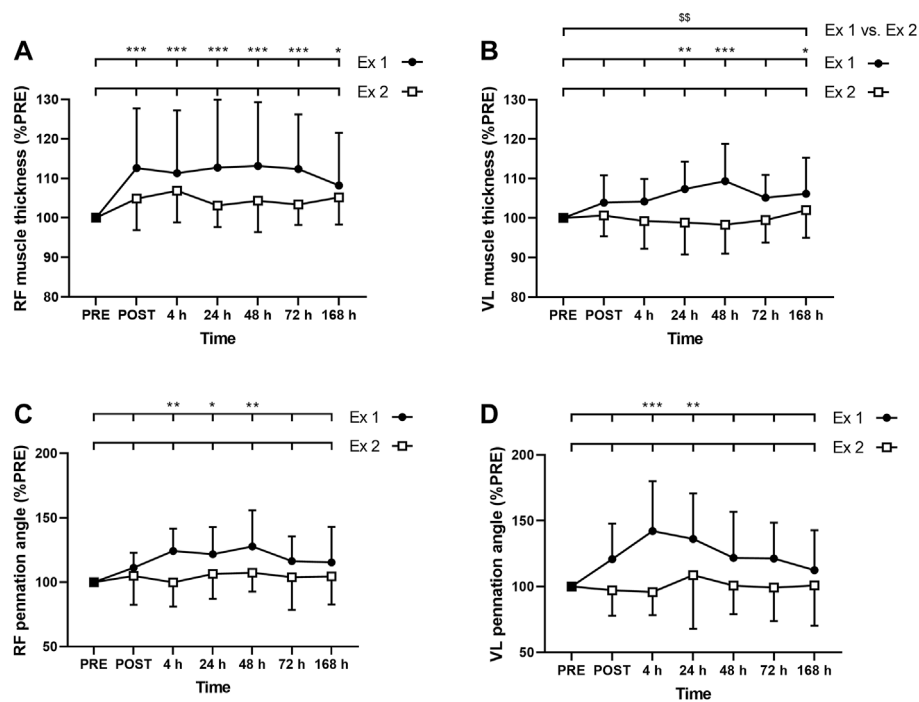 A
*** *** *** *** *** *
Ex 1
Ex 2
RF muscle thickness (%PRE)
130
120
110
100
90
80
PRE POST 4 h 24 h 48 h 72 h 168 h
Time
B
$$
Ex 1 vs. Ex 2
** *** *
Ex 1
Ex 2
VL muscle thickness (%PRE)
130
120
110
100
90
80
PRE POST 4 h 24 h 48 h 72 h 168 h
Time
C
** * **
Ex 1
Ex 2
RF pennation angle (%PRE)
200
150
100
50
PRE POST 4 h 24 h 48 h 72 h 168 h
Time
D
*** **
Ex 1
Ex 2
VL pennation angle (%PRE)
200
150
100
50
PRE POST 4 h 24 h 48 h 72 h 168 h
Time